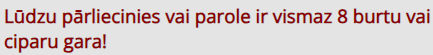 Lūdzu pārliecinies vai parole ir vismaz 8 burtu vai
ciparu gara!